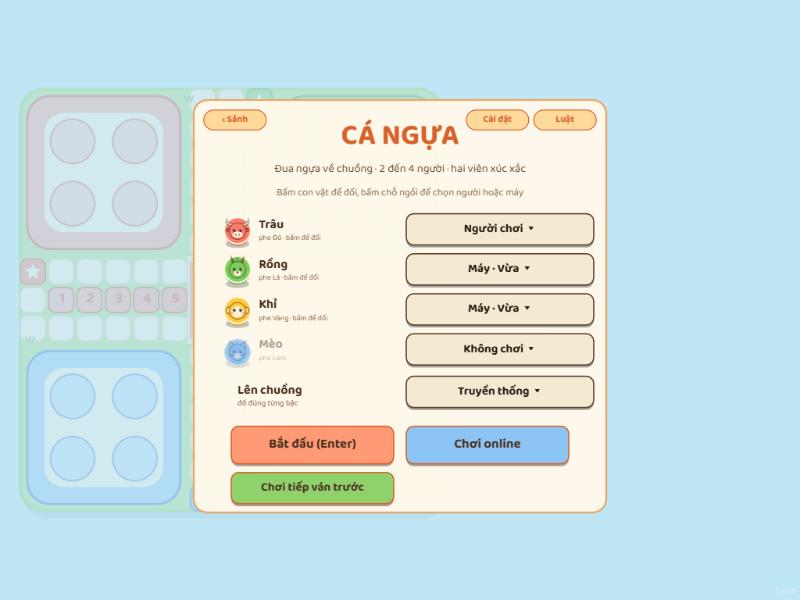 ‹ Sảnh
Cài đặt
Luật
CÁ NGỰA
Đua ngựa về chuồng · 2 đến 4 người · hai viên xúc xắc
Bấm con vật để đổi, bấm chỗ ngồi để chọn người hoặc máy
Trâu
phe Đỏ · bấm để đổi
Người chơi
Rồng
phe Lá · bấm để đổi
Máy · Vừa
Khỉ
phe Vàng · bấm để đổi
Máy · Vừa
Mèo
phe Lam
Không chơi
Lên chuồng
đổ đúng từng bậc
Truyền thống
1 2 3 4 5
Bắt đầu (Enter)
Chơi online
Chơi tiếp ván trước